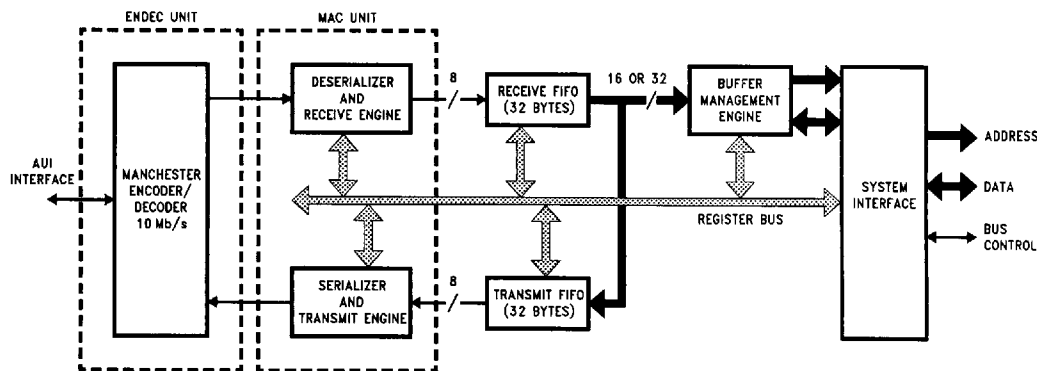 ENDEC UNIT
MAC UNIT
DESERIALIZER
AND
RECEIVE ENGINE
8
RECEIVE FIFO
(32 BYTES)
16 OR 32
BUFFER
MANAGEMENT
ENGINE
AUI
INTERFACE
MANCHESTER
ENCODER/
DECODER
10 Mb/s
REGISTER BUS
SYSTEM
INTERFACE
ADDRESS
DATA
BUS
CONTROL
SERIALIZER
AND
TRANSMIT ENGINE
8
TRANSMIT FIFO
(32 BYTES)